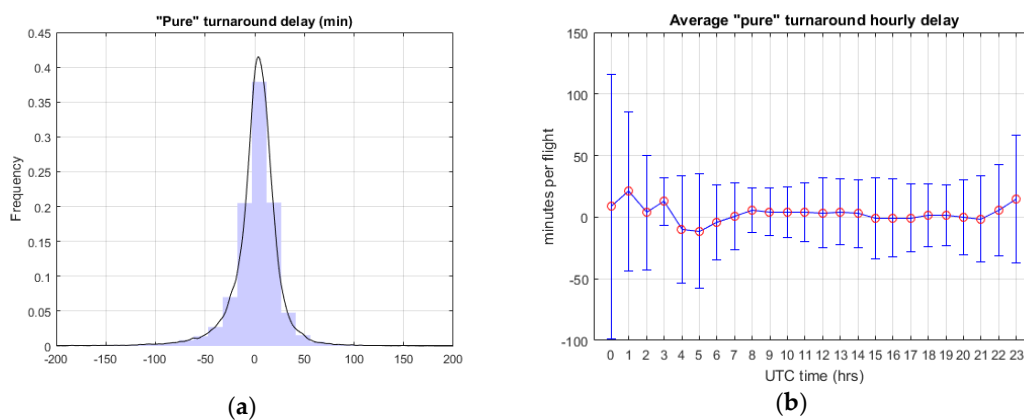 "Pure" turnaround delay (min)
Frequency
0.45
0.4
0.35
0.3
0.25
0.2
0.15
0.1
0.05
0
-200 -150 -100 -50 0 50 100 150 200
(a)
Average "pure" turnaround hourly delay
minutes per flight
150
100
50
0
-50
-100
0 1 2 3 4 5 6 7 8 9 10 11 12 13 14 15 16 17 18 19 20 21 22 23
UTC time (hrs)
(b)